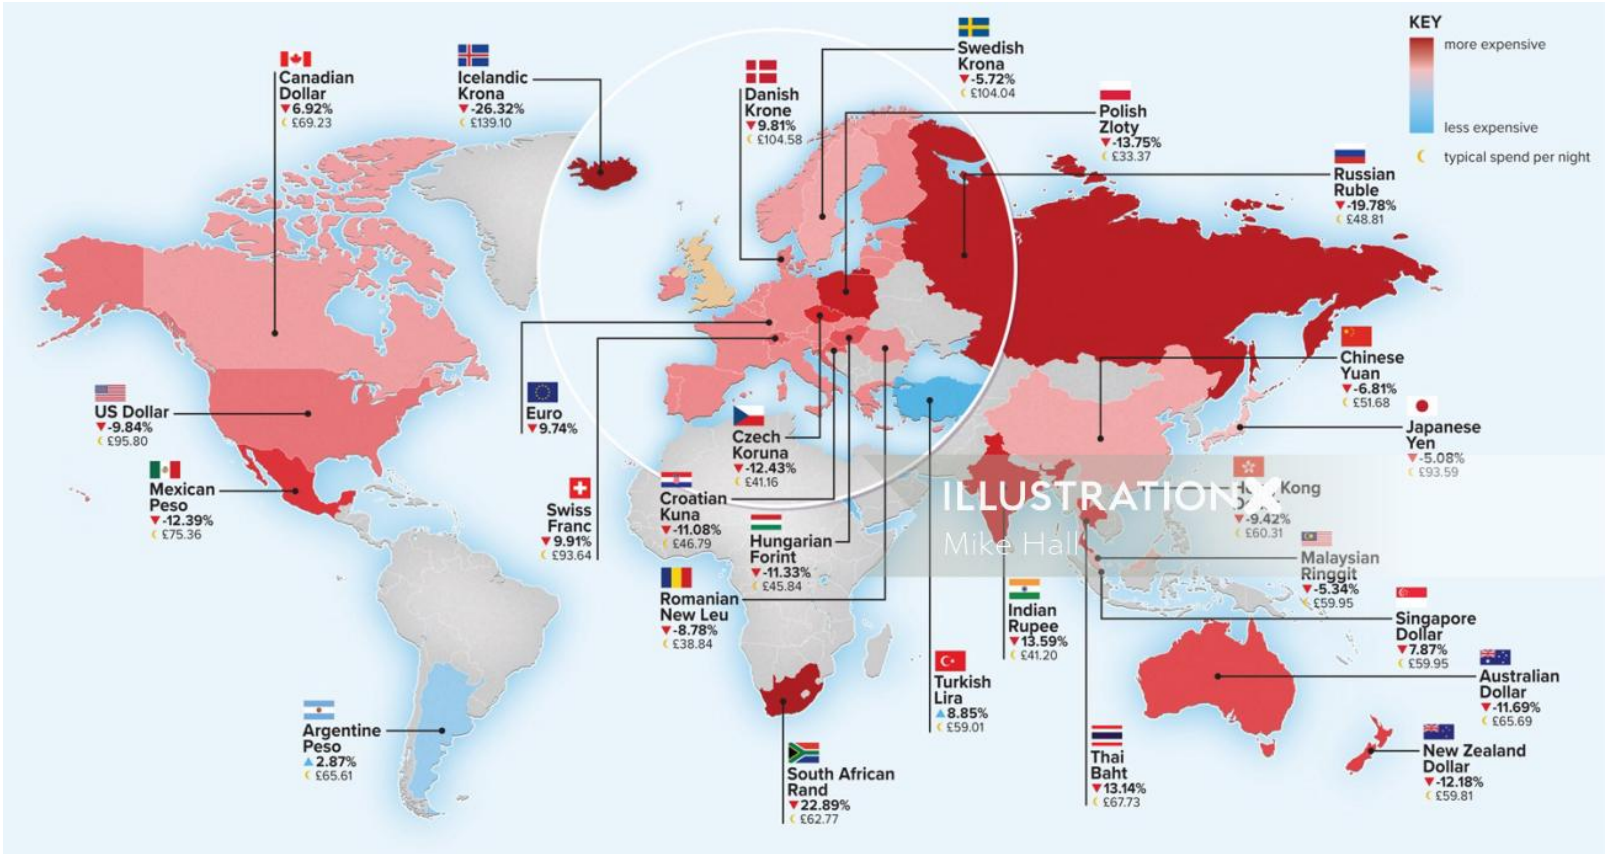 KEY
more expensive
less expensive
typical spend per night
Canadian
Dollar
▼6.92%
£69.23
Icelandic
Krona
▼-26.32%
£139.10
Danish
Krone
▼9.81%
£104.58
Swedish
Krona
▼-5.72%
£104.04
Polish
Zloty
▼-13.75%
£33.37
Russian
Ruble
▼-19.78%
£48.81
Chinese
Yuan
▼-6.81%
£51.68
Japanese
Yen
▼-5.08%
£93.59
US Dollar
▼-9.84%
£95.80
Mexican
Peso
▼-12.39%
£75.36
Euro
▼9.74%
Swiss
Franc
▼9.91%
£93.64
Czech
Koruna
▼-12.43%
£41.16
Croatian
Kuna
▼-11.08%
£46.79
Hungarian
Forint
▼-11.33%
£45.84
Romanian
New Leu
▼-8.78%
£38.84
ILLUSTRATIONX
Mike Hall
Kong
▼-9.42%
£60.31
Malaysian
Ringgit
▼-5.34%
£59.95
Singapore
Dollar
▼7.87%
£59.95
Indian
Rupee
▼13.59%
£41.20
Turkish
Lira
▲8.85%
£59.01
Australian
Dollar
▼-11.69%
£65.69
New Zealand
Dollar
▼-12.18%
£59.81
Thai
Baht
▼13.14%
£67.73
South African
Rand
▼22.89%
£62.77
Argentine
Peso
▲2.87%
£65.61